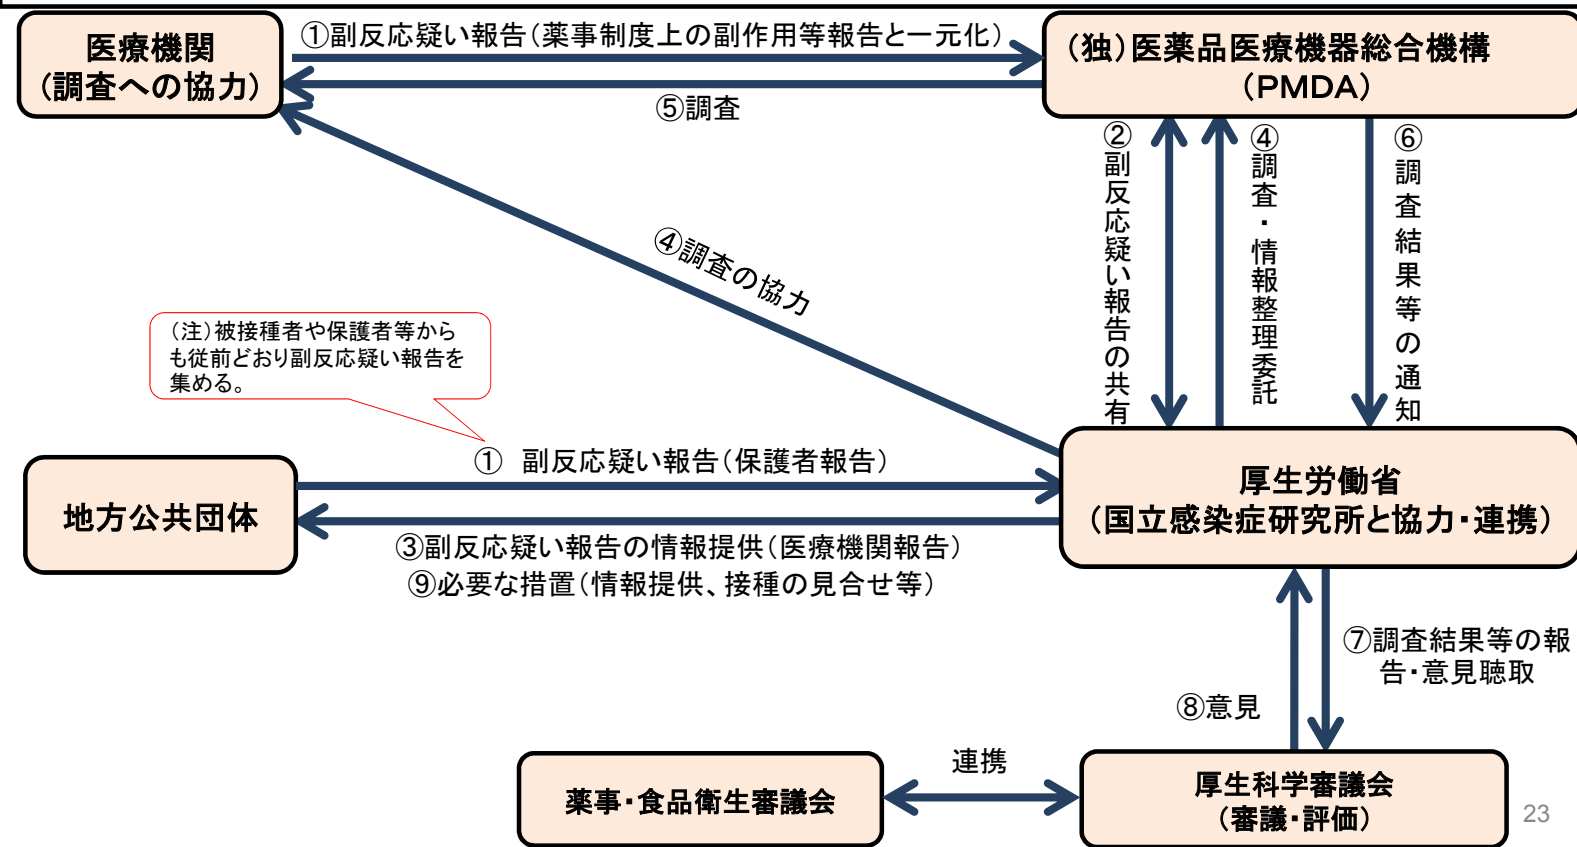 医療機関
(調査への協力)
①副反応疑い報告(薬事制度上の副作用等報告と一元化)
(独)医薬品医療機器総合機構
(PMDA)
⑤調査
②副反応疑い報告の共有
④調査・情報整理委託
⑥調査結果等の通知
④調査の協力
(注)被接種者や保護者等から
も従前どおり副反応疑い報告を
集める。
① 副反応疑い報告(保護者報告)
地方公共団体
厚生労働省
(国立感染症研究所と協力・連携)
③副反応疑い報告の情報提供(医療機関報告)
⑨必要な措置(情報提供、接種の見合せ等)
⑦調査結果等の報
告・意見聴取
⑧意見
連携
薬事・食品衛生審議会
厚生科学審議会
(審議・評価)
23